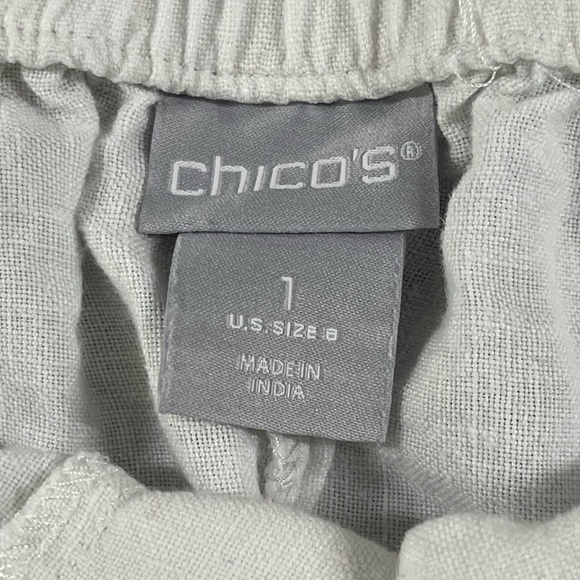 chico's®
1
U.S. SIZE 8
MADE IN
INDIA